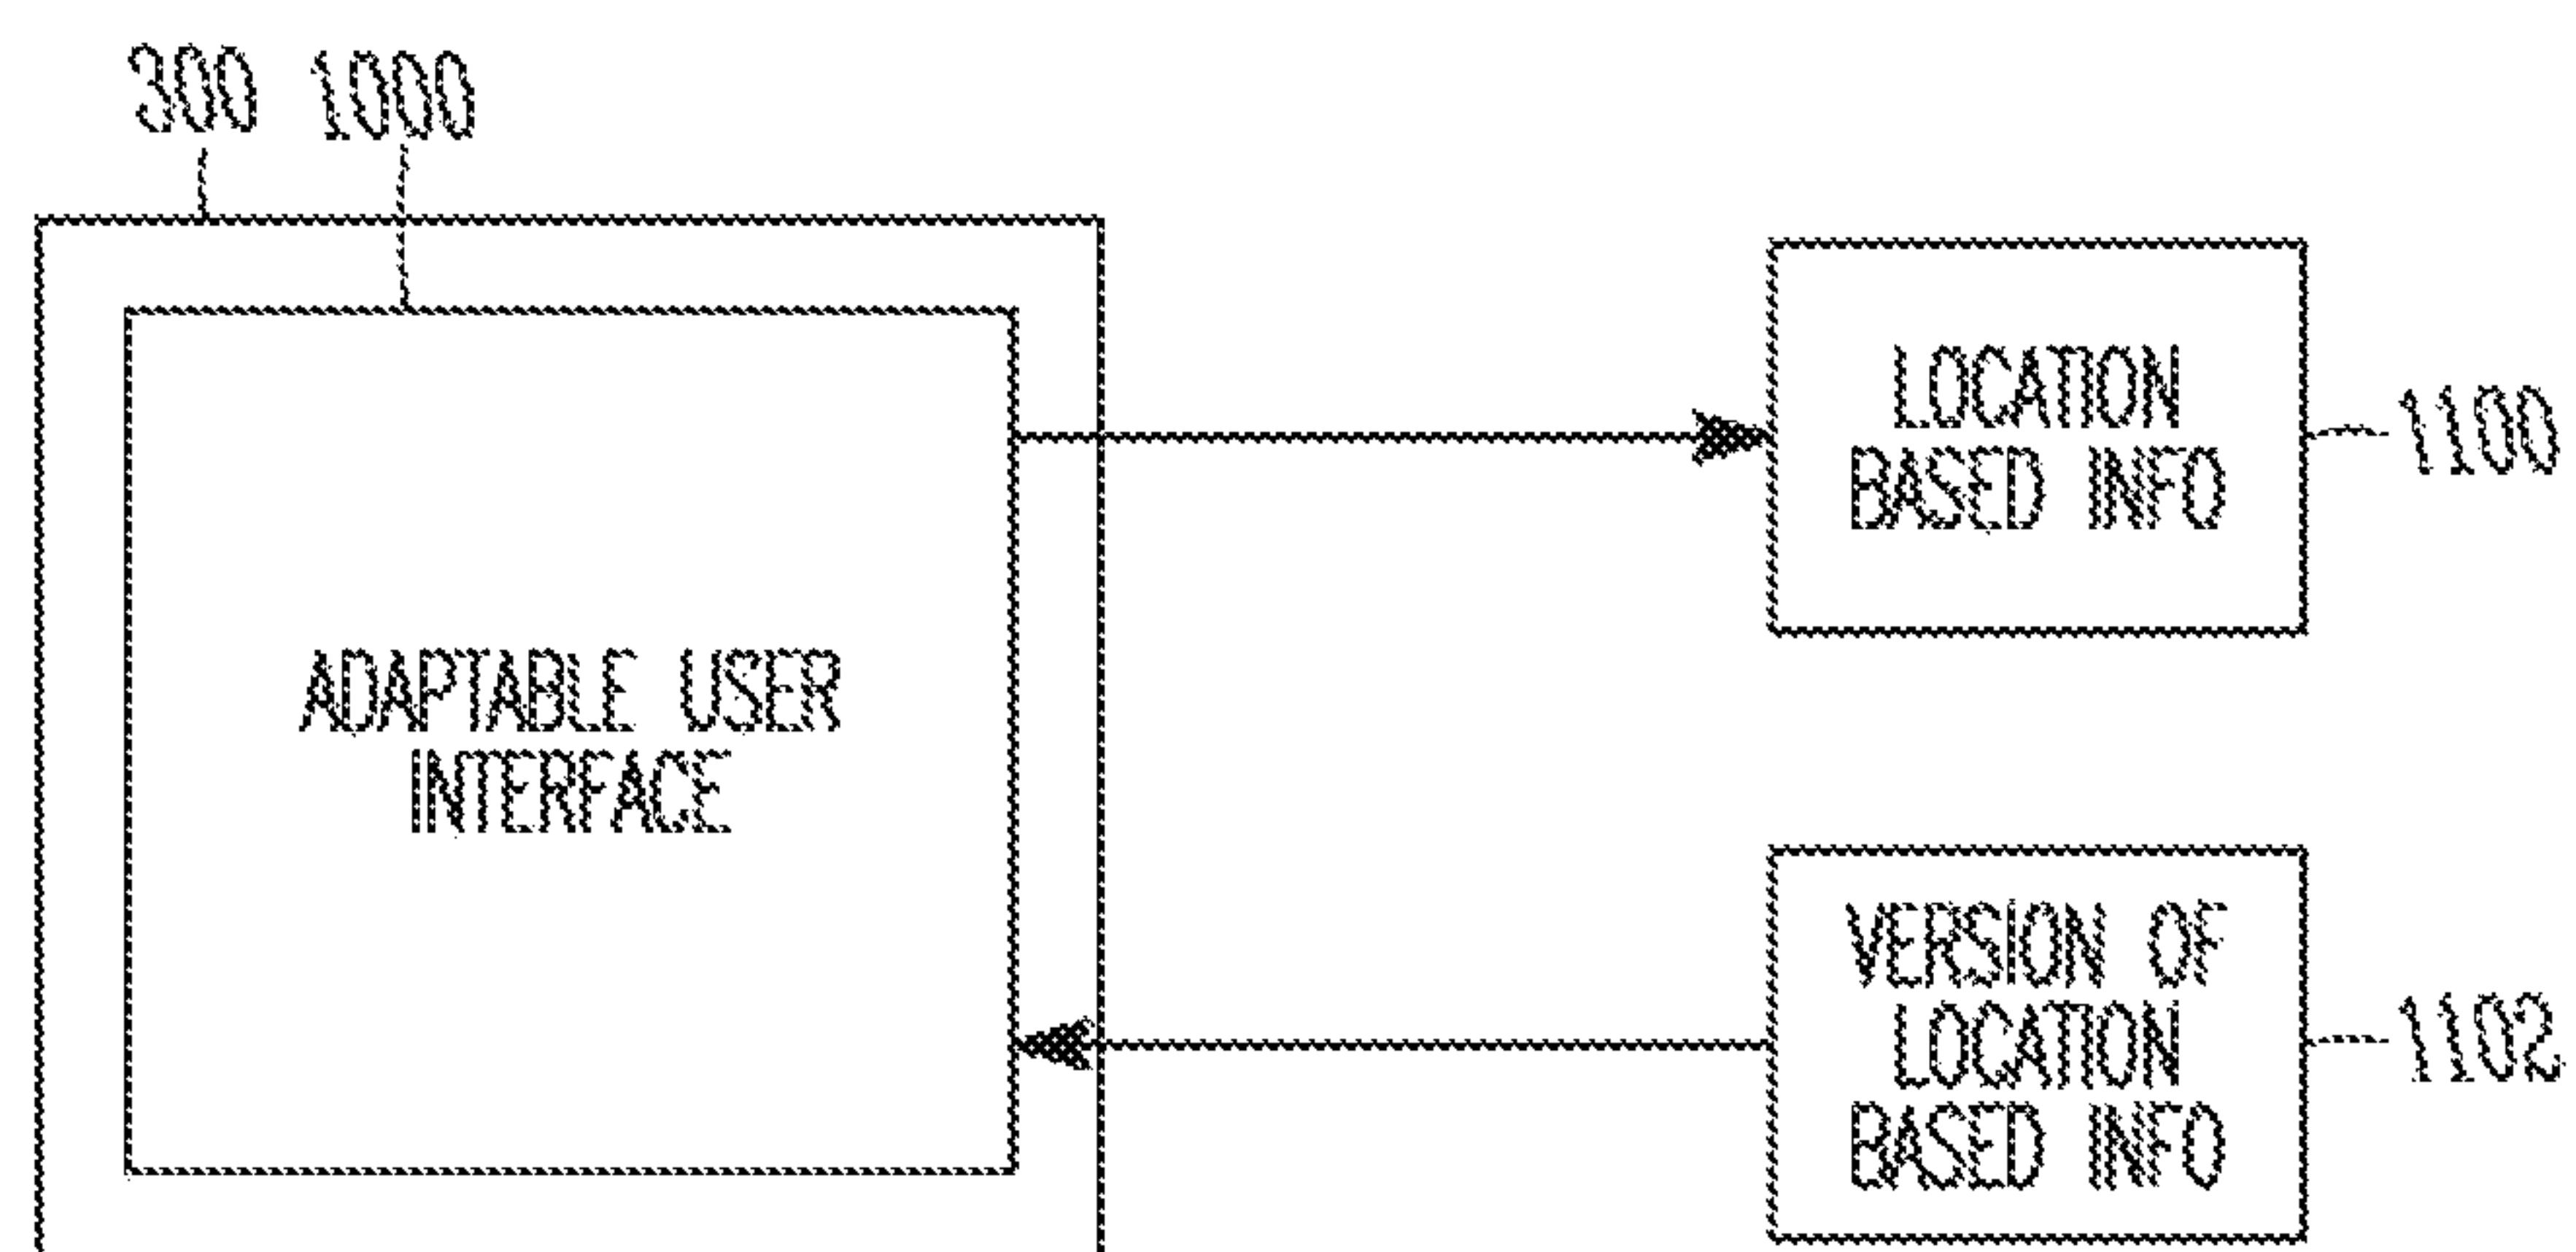 300 1000
LOCATION
BASED INFO
1100
ADAPTABLE USER
INTERFACE
VERSION OF
LOCATION
BASED INFO
1102